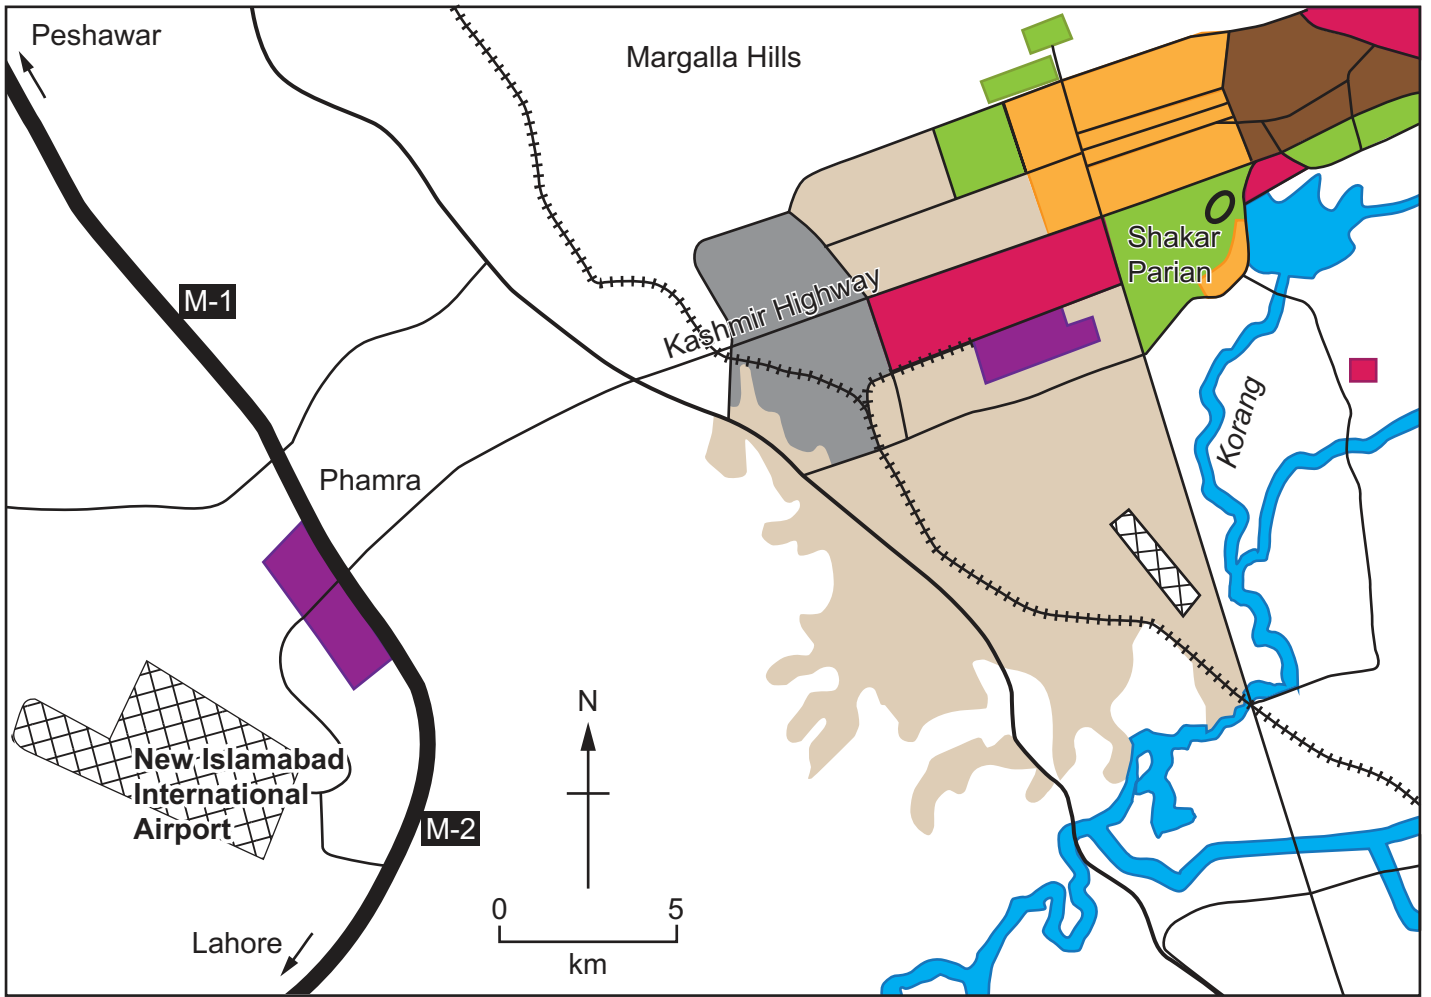 Peshawar
Margalla Hills
Shakar
Parian
M-1
Kashmir Highway
Korang
Phamra
N
New Islamabad
International
Airport
M-2
0 5
km
Lahore